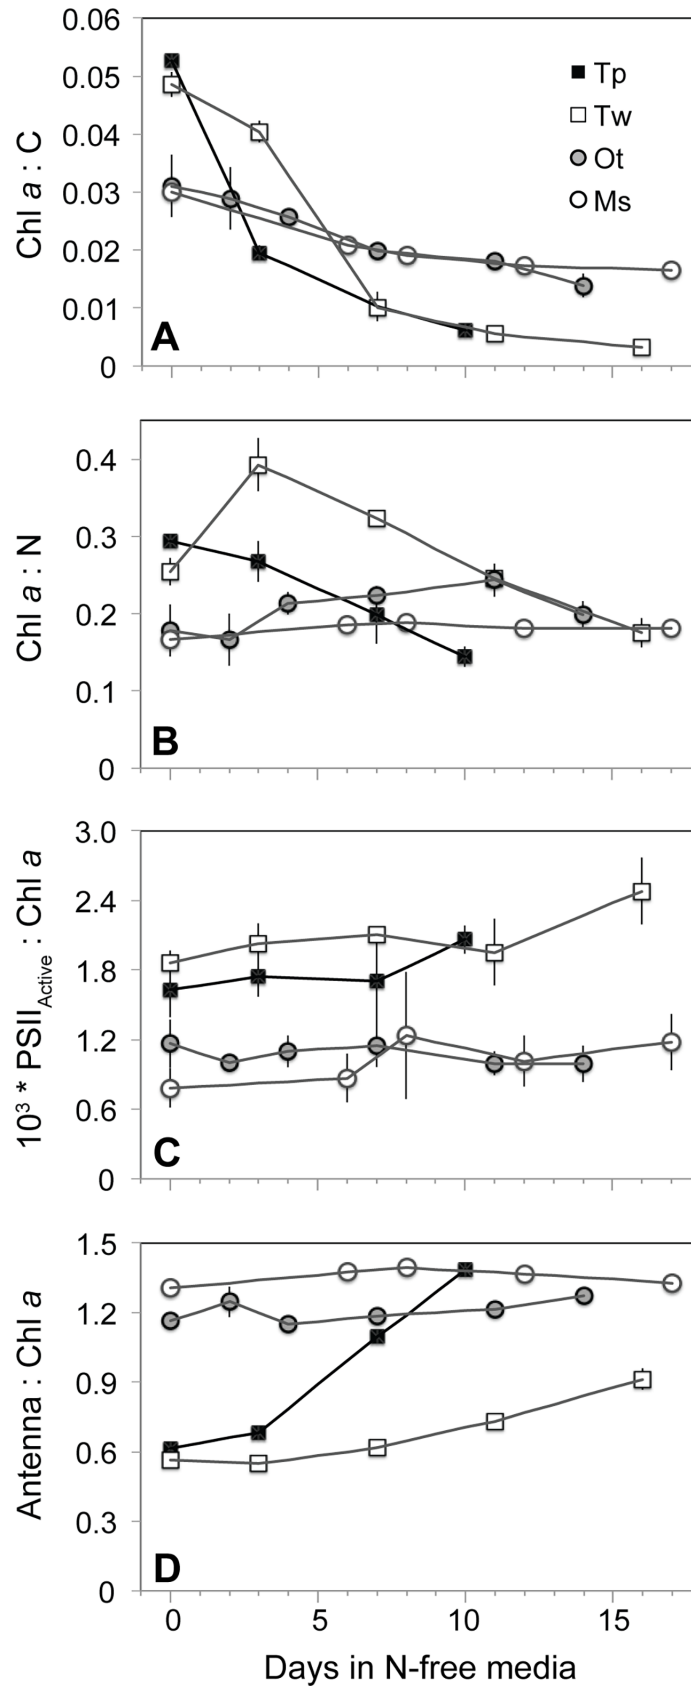 0.06
0.05
0.04
0.03
0.02
0.01
0
Chl a : C
Tp
Tw
Ot
Ms
A
0.4
0.3
0.2
0.1
0
Chl a : N
B
3.0
2.4
1.8
1.2
0.6
0
10³ * PSII_Active : Chl a
C
1.5
1.2
0.9
0.6
0.3
0
Antenna : Chl a
D
0 5 10 15
Days in N-free media